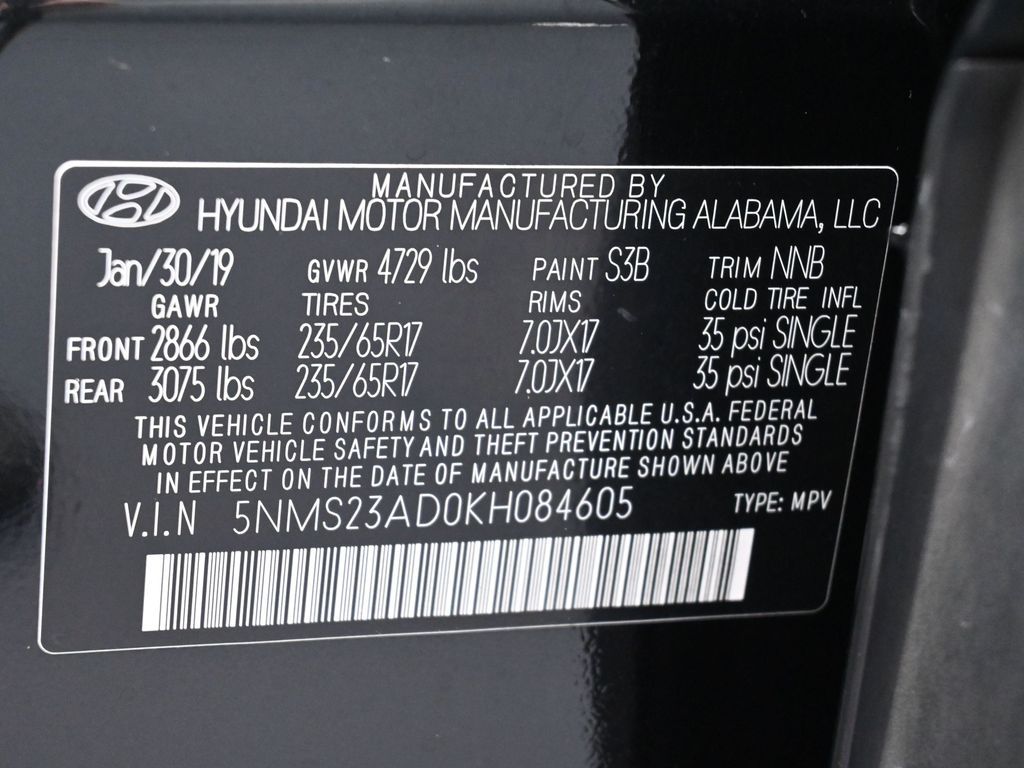 MANUFACTURED BY
HYUNDAI MOTOR MANUFACTURING ALABAMA, LLC
Jan/30/19 GVWR 4729 lbs PAINT S3B TRIM NNB
GAWR TIRES RIMS COLD TIRE INFL
FRONT 2866 lbs 235/65R17 7.0JX17 35 psi SINGLE
REAR 3075 lbs 235/65R17 7.0JX17 35 psi SINGLE
THIS VEHICLE CONFORMS TO ALL APPLICABLE U.S.A. FEDERAL
MOTOR VEHICLE SAFETY AND THEFT PREVENTION STANDARDS
IN EFFECT ON THE DATE OF MANUFACTURE SHOWN ABOVE
V.I.N 5NMS23AD0KH084605 TYPE: MPV